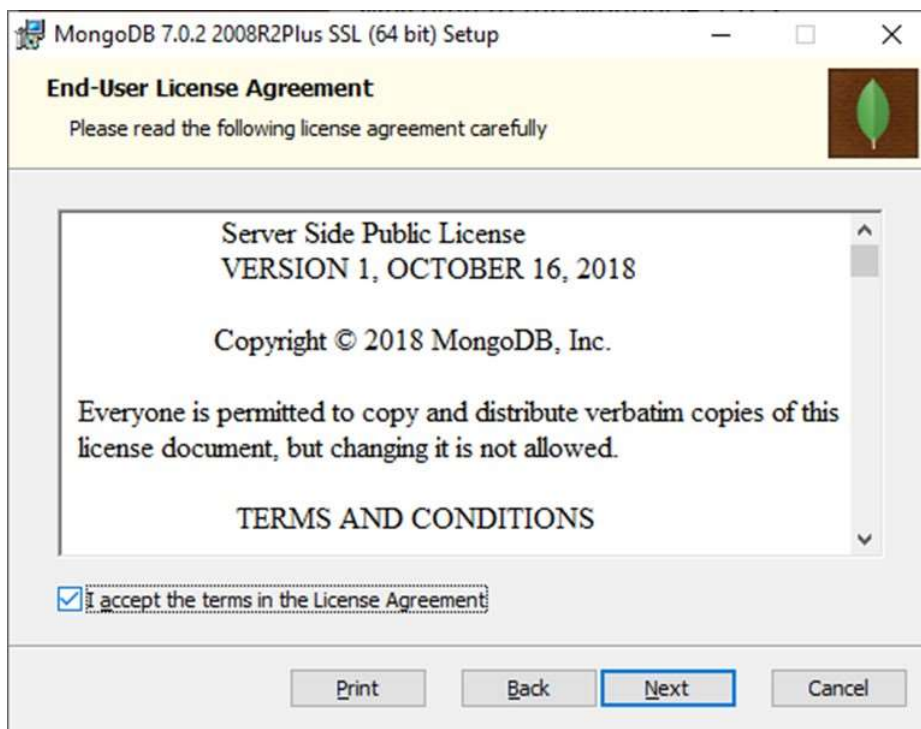 MongoDB 7.0.2 2008R2Plus SSL (64 bit) Setup
End-User License Agreement
Please read the following license agreement carefully
Server Side Public License
VERSION 1, OCTOBER 16, 2018
Copyright © 2018 MongoDB, Inc.
Everyone is permitted to copy and distribute verbatim copies of this
license document, but changing it is not allowed.
TERMS AND CONDITIONS
I accept the terms in the License Agreement
Print Back Next Cancel